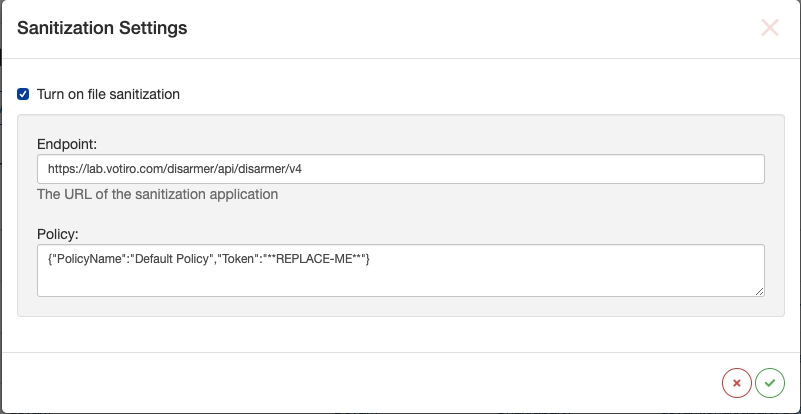 Sanitization Settings
Turn on file sanitization
Endpoint:
https://lab.votiro.com/disarmer/api/disarmer/v4
The URL of the sanitization application
Policy:
{"PolicyName":"Default Policy","Token":"**REPLACE-ME**"}